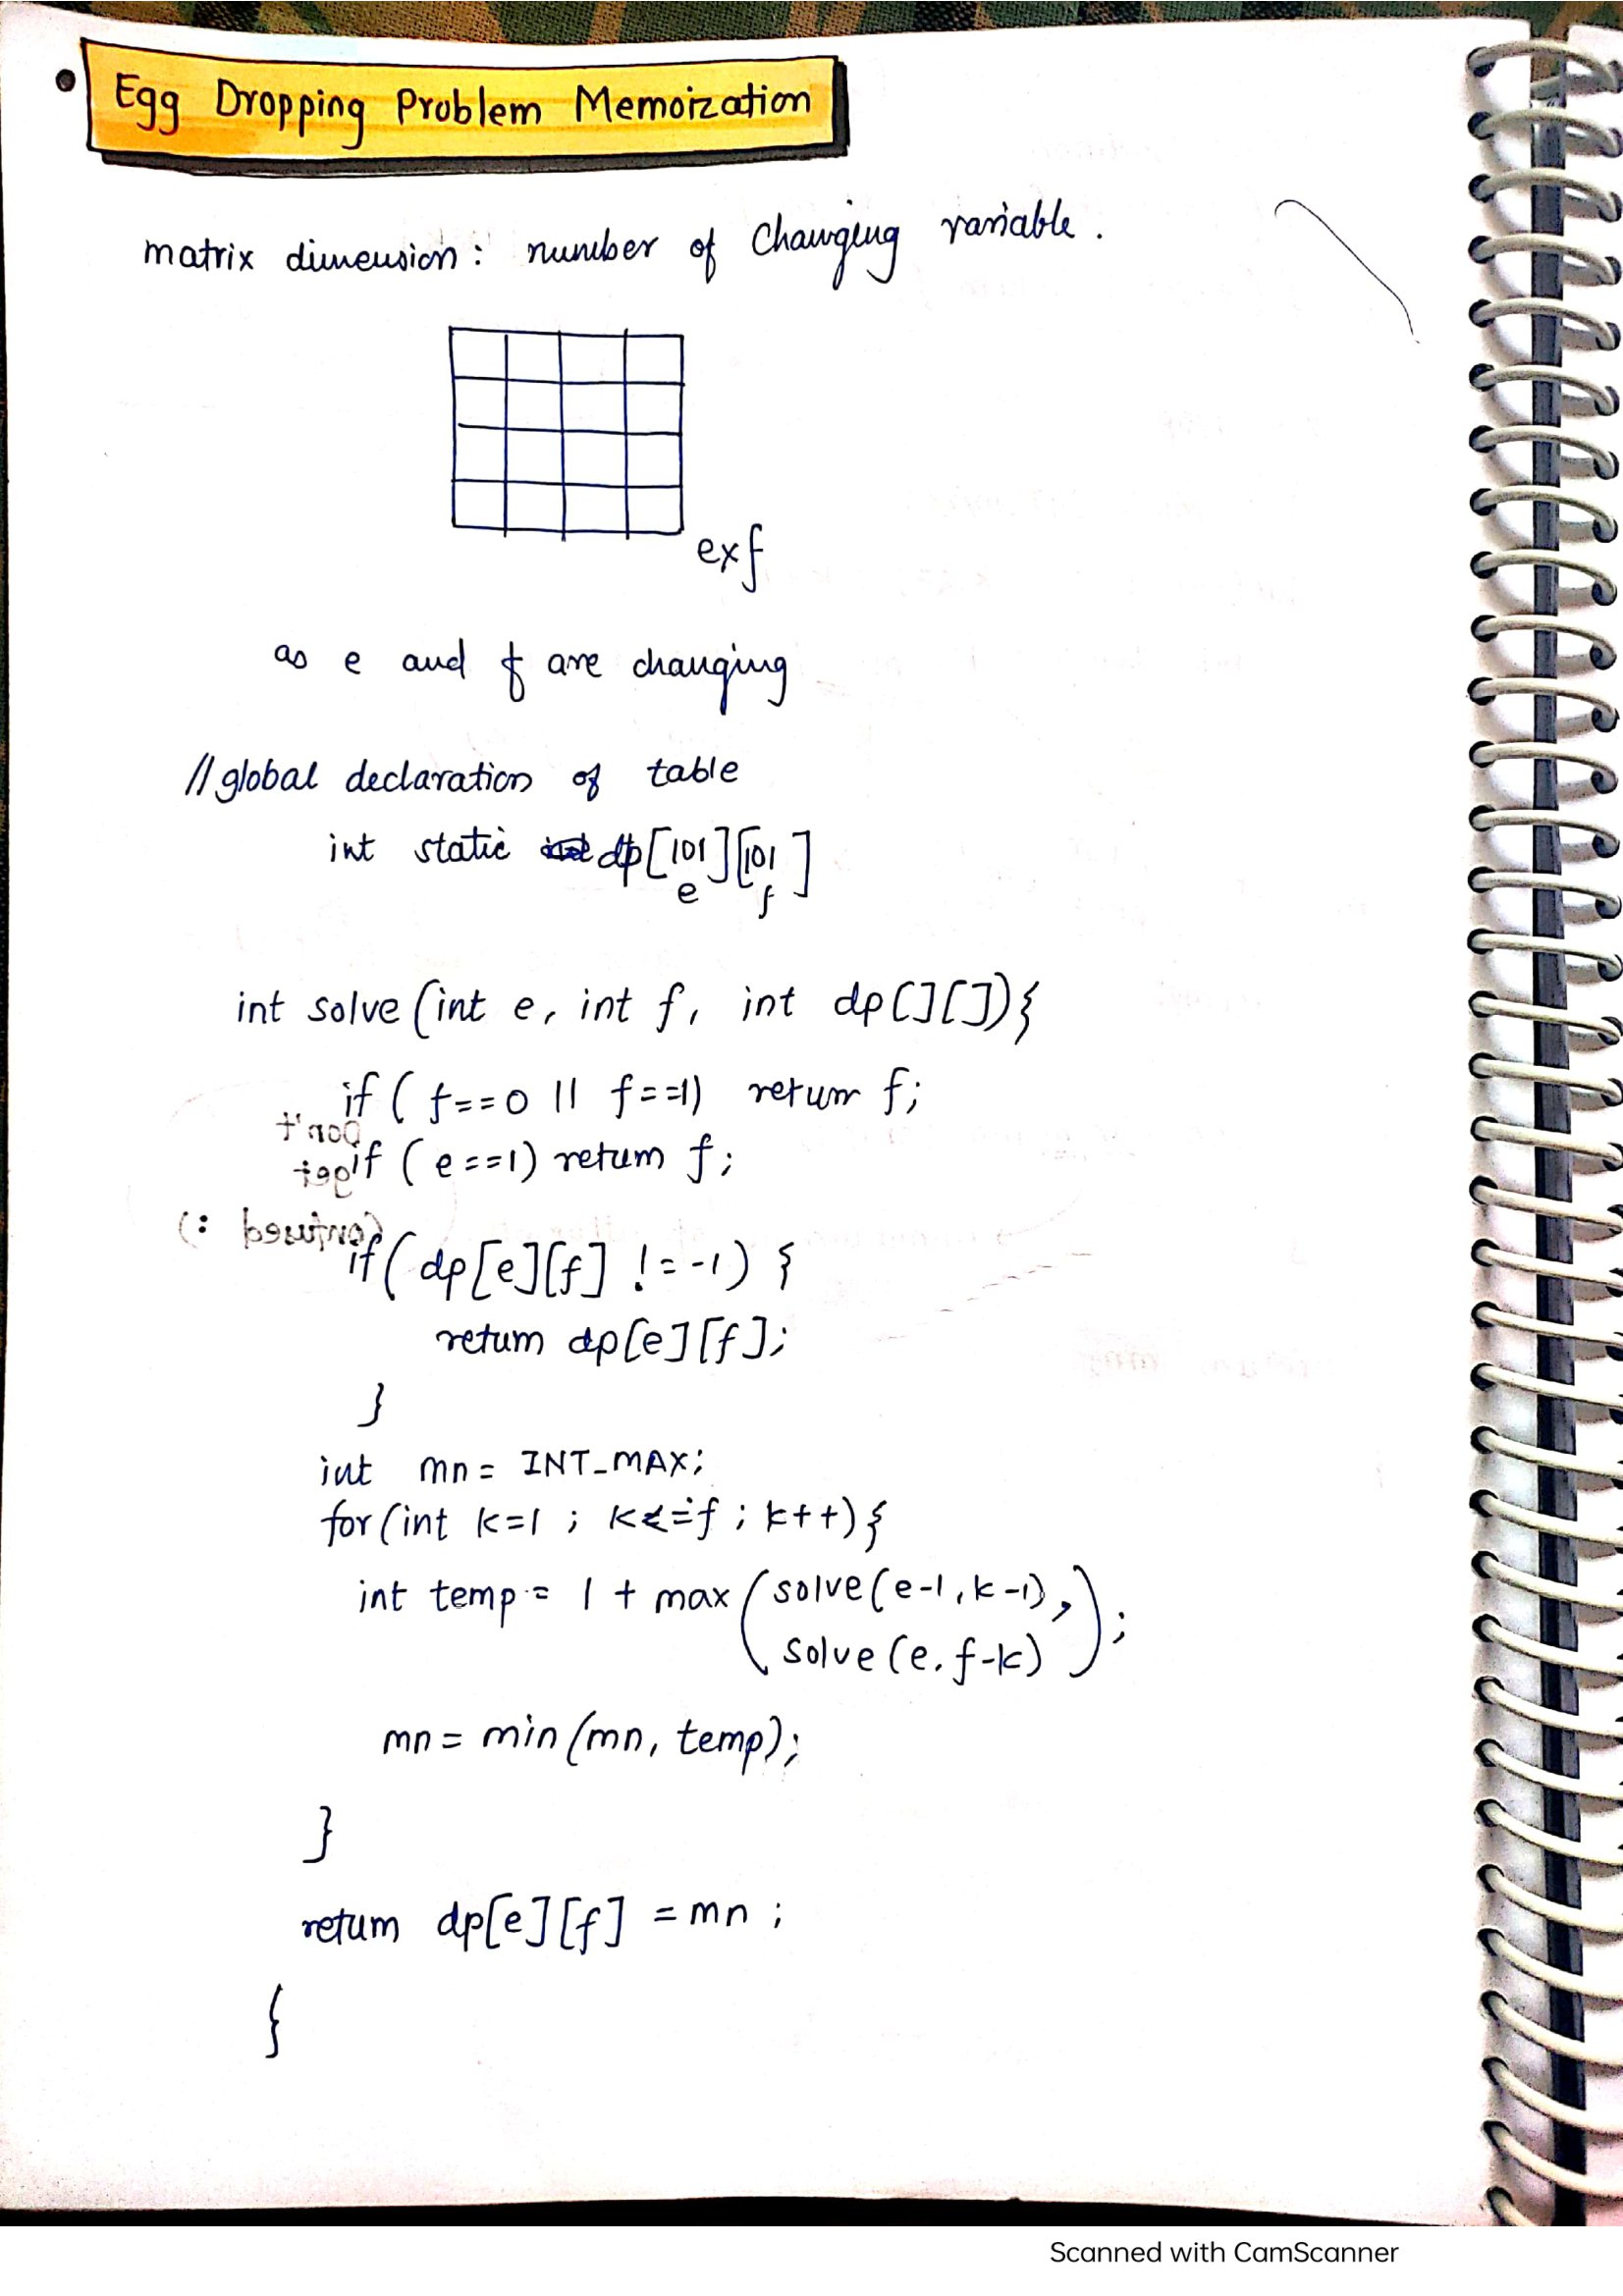 • Egg Dropping Problem Memoization
matrix dimension: number of changing variable.
exf
as e and f are changing
//global declaration of table
int static dp[101][101]
e f
int solve (int e, int f, int dp[][]){
if ( f==0 || f==1) return f;
Don't
if ( e==1) return f;
get
confused :)
if( dp[e][f] != -1) {
return dp[e][f];
}
int mn= INT_MAX;
for(int k=1 ; k<=f ; k++){
int temp = 1 + max(solve(e-1,k-1),
solve(e,f-k));
mn= min(mn, temp);
}
return dp[e][f] = mn ;
{
Scanned with CamScanner